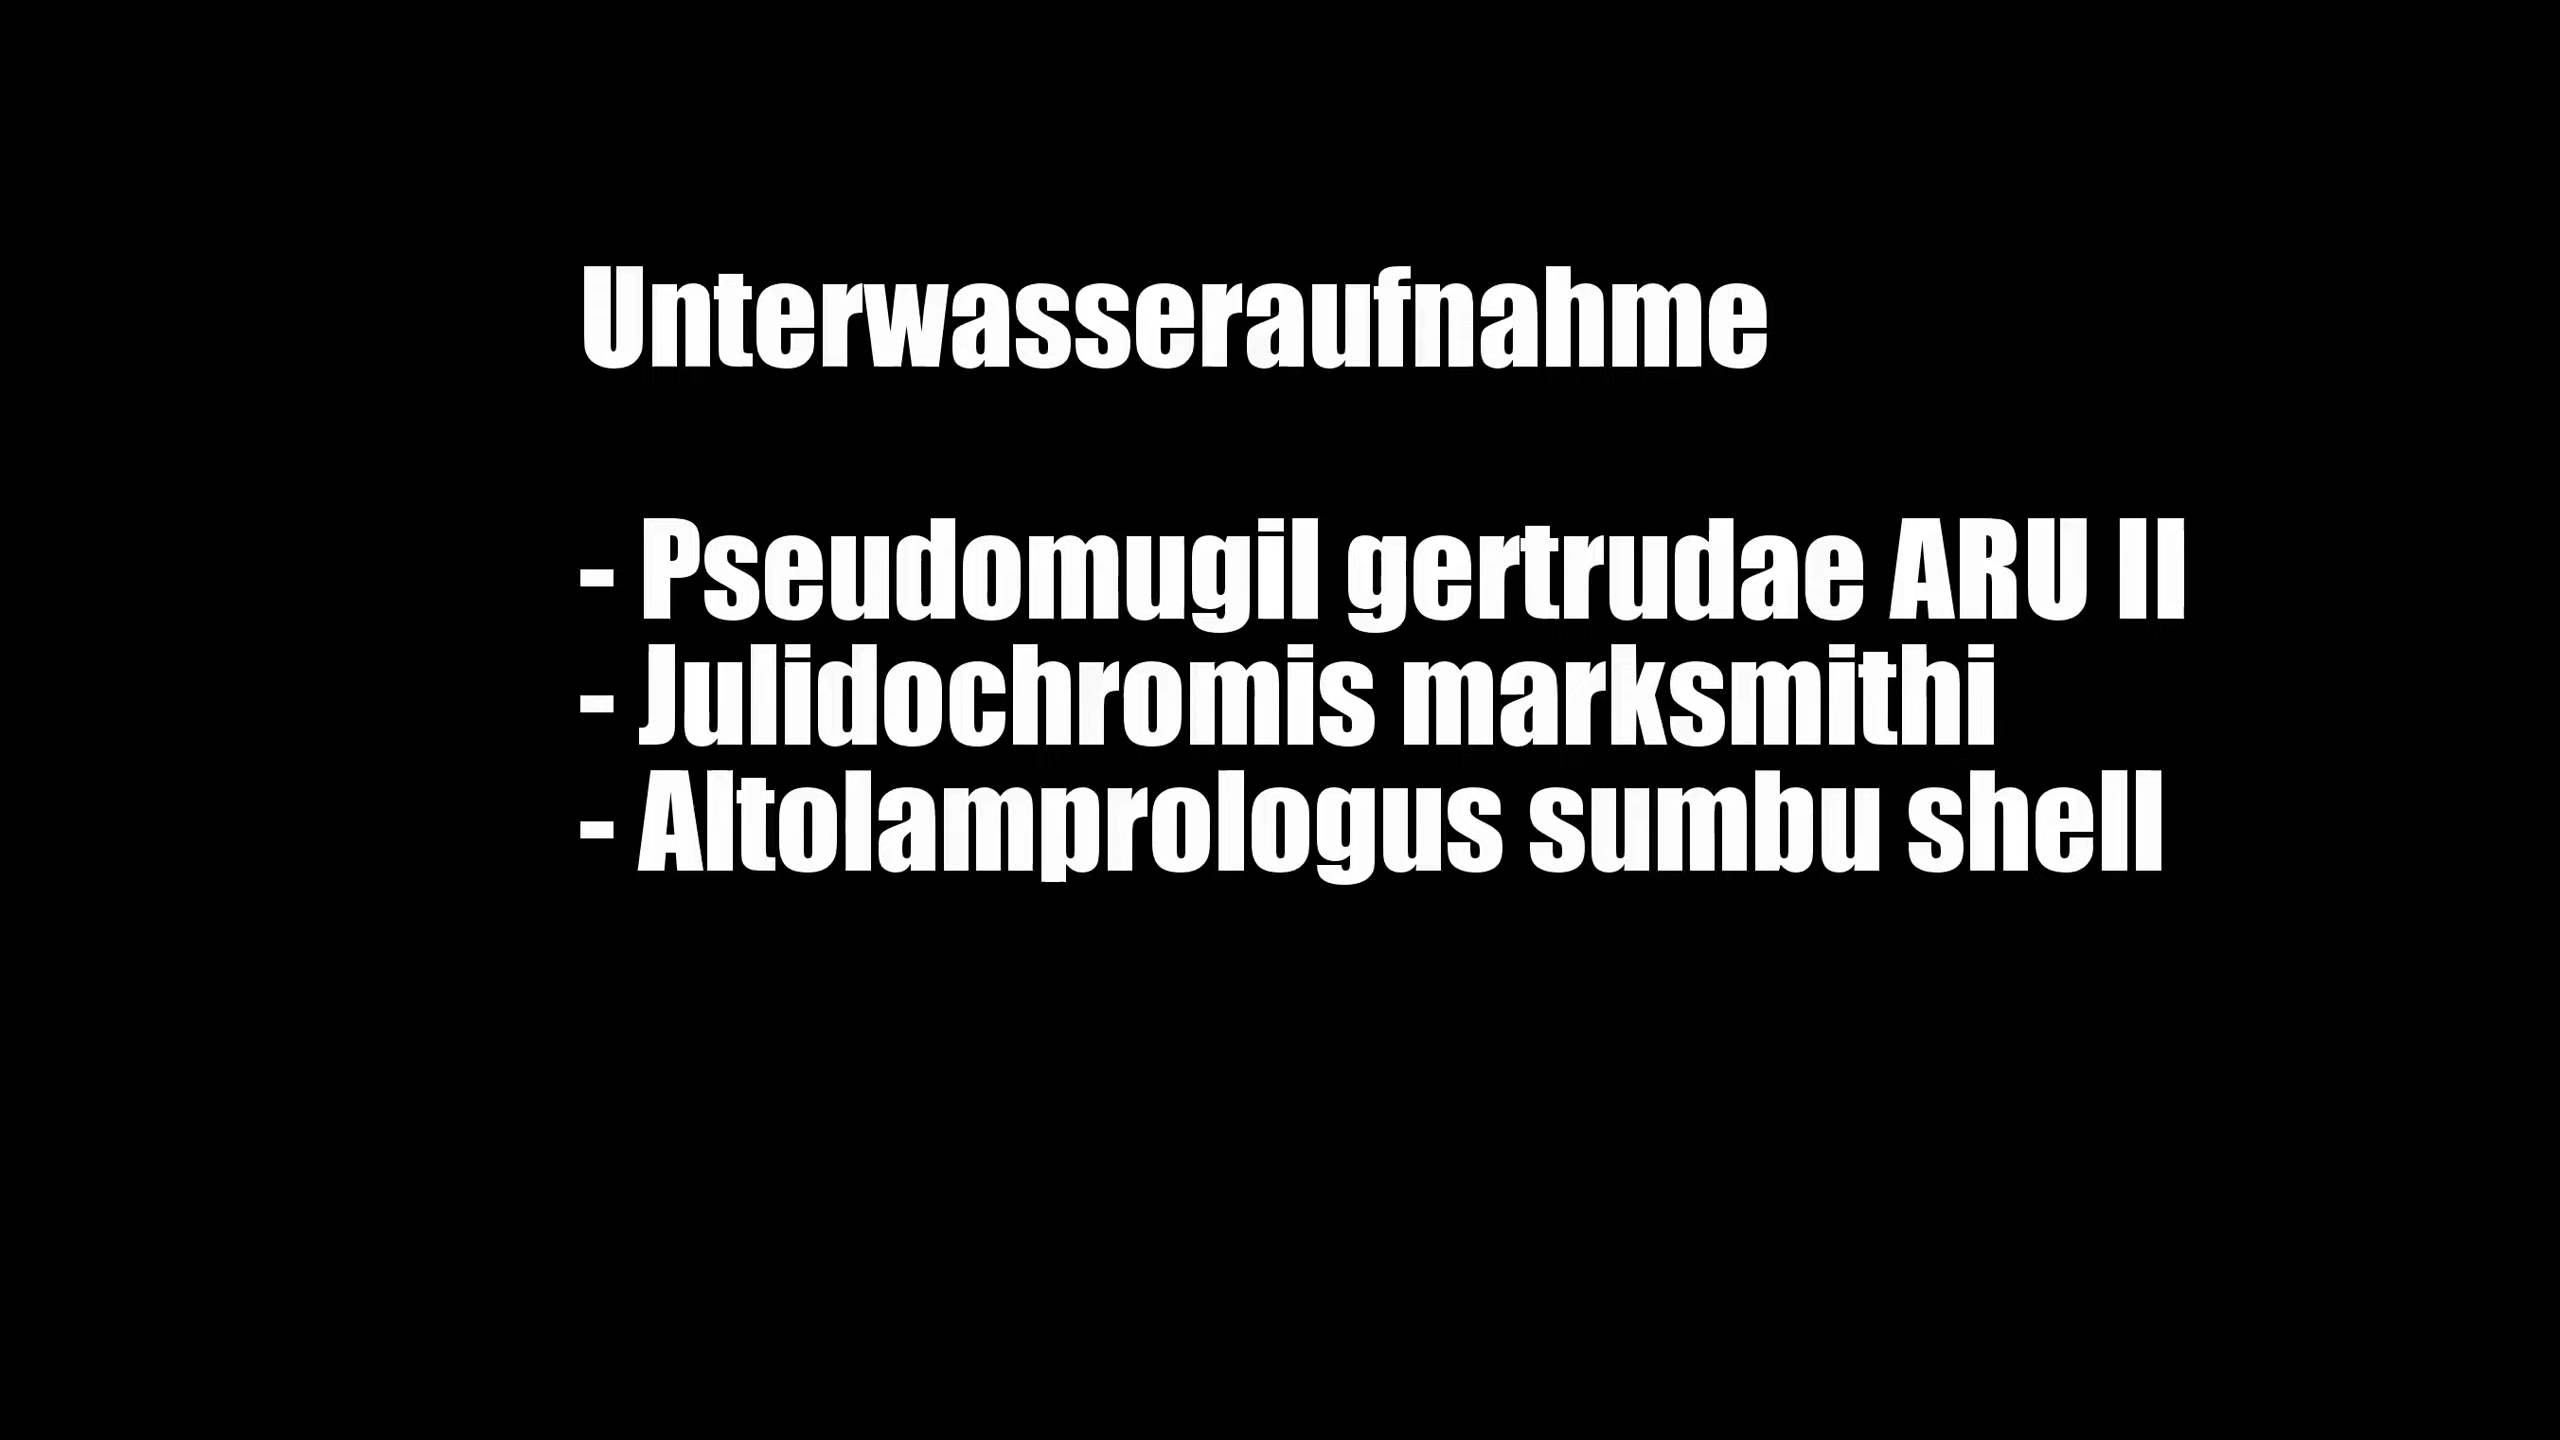 Unterwasseraufnahme
- Pseudomugil gertrudae ARU II
- Julidochromis marksmithi
- Altolamprologus sumbu shell